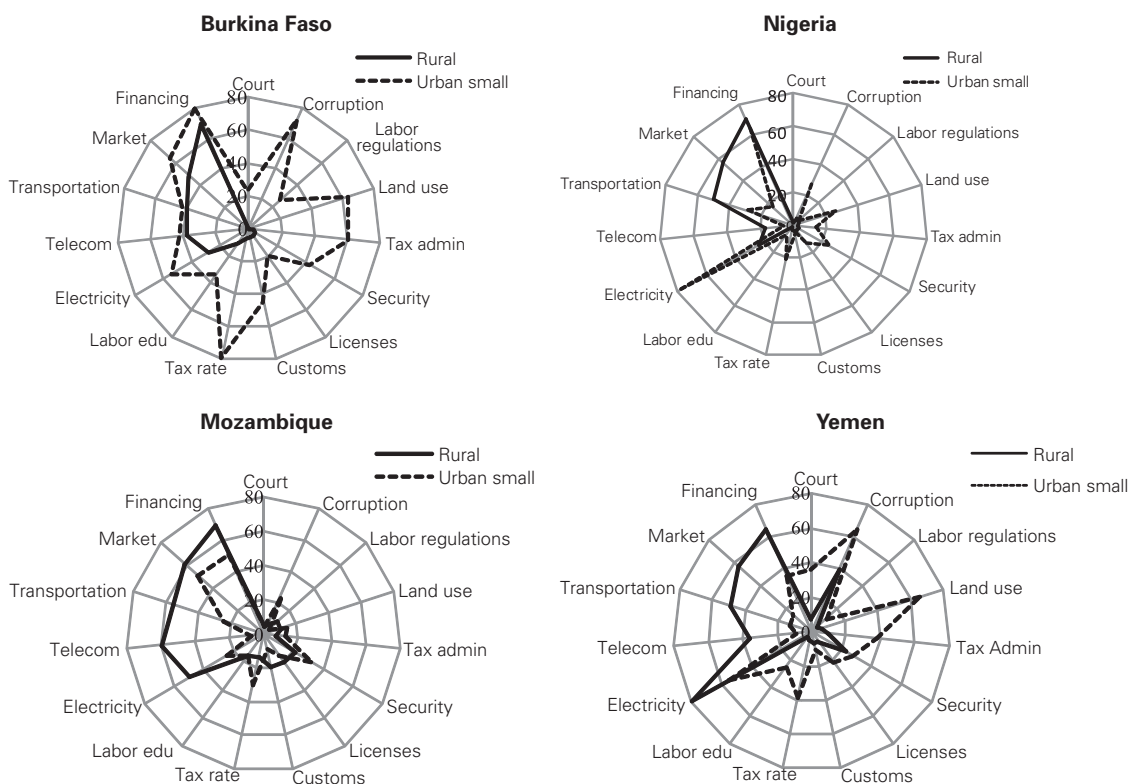 Burkina Faso
Rural
Urban small
Court
Corruption
Labor
regulations
Land use
Tax admin
Security
Licenses
Customs
Tax rate
Labor edu
Electricity
Telecom
Transportation
Market
Financing
80
60
40
20
0
Nigeria
Rural
Urban small
Court
Corruption
Labor regulations
Land use
Tax admin
Security
Licenses
Customs
Tax rate
Labor edu
Electricity
Telecom
Transportation
Market
Financing
80
60
40
20
0
Mozambique
Rural
Urban small
Court
Corruption
Labor regulations
Land use
Tax admin
Security
Licenses
Customs
Tax rate
Labor edu
Electricity
Telecom
Transportation
Market
Financing
80
60
40
20
0
Yemen
Rural
Urban small
Court
Corruption
Labor regulations
Land use
Tax Admin
Security
Licenses
Customs
Tax rate
Labor edu
Electricity
Telecom
Transportation
Market
Financing
80
60
40
20
0